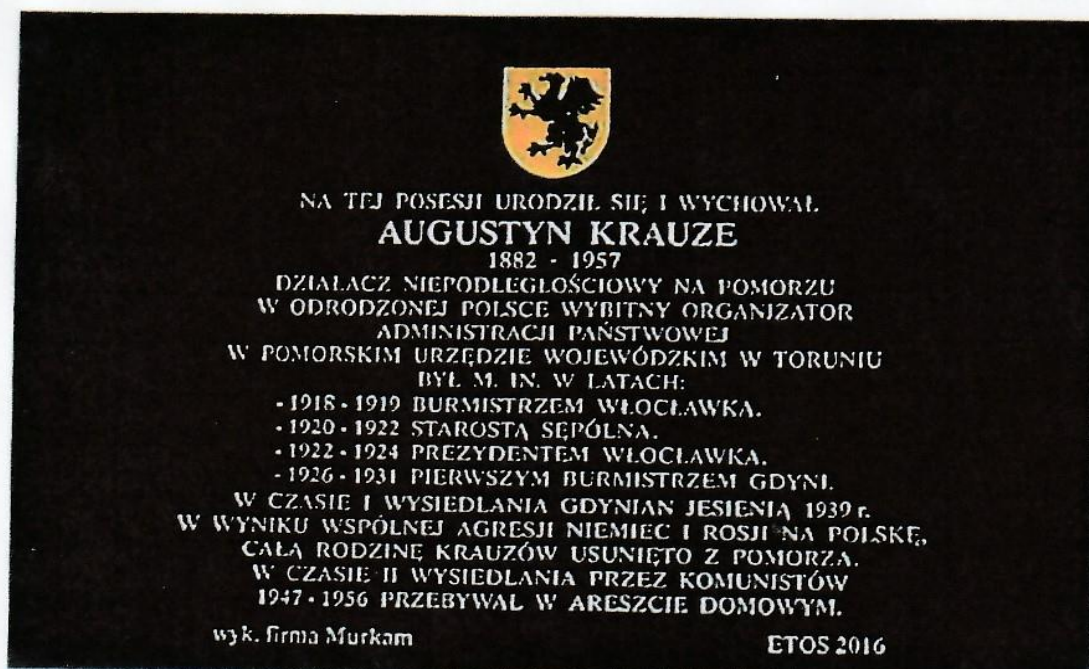 NA TEJ POSESJI URODZIŁ SIĘ I WYCHOWAŁ
AUGUSTYN KRAUZE
1882 - 1957
DZIAŁACZ NIEPODLEGŁOŚCIOWY NA POMORZU
W ODRODZONEJ POLSCE WYBITNY ORGANIZATOR
ADMINISTRACJI PAŃSTWOWEJ
W POMORSKIM URZĘDZIE WOJEWÓDZKIM W TORUNIU
BYŁ M. IN. W LATACH:
- 1918 - 1919 BURMISTRZEM WŁOCŁAWKA.
- 1920 - 1922 STAROSTĄ SĘPÓLNA.
- 1922 - 1924 PREZYDENTEM WŁOCŁAWKA.
- 1926 - 1931 PIERWSZYM BURMISTRZEM GDYNI.
W CZASIE I WYSIEDLANIA GDYNIAN JESIENIĄ 1939 r.
W WYNIKU WSPÓLNEJ AGRESJI NIEMIEC I ROSJI NA POLSKĘ,
CAŁĄ RODZINĘ KRAUZÓW USUNIĘTO Z POMORZA.
W CZASIE II WYSIEDLANIA PRZEZ KOMUNISTÓW
1947 - 1956 PRZEBYWAŁ W ARESZCIE DOMOWYM.
wyk. firma Murkam
ETOS 2016